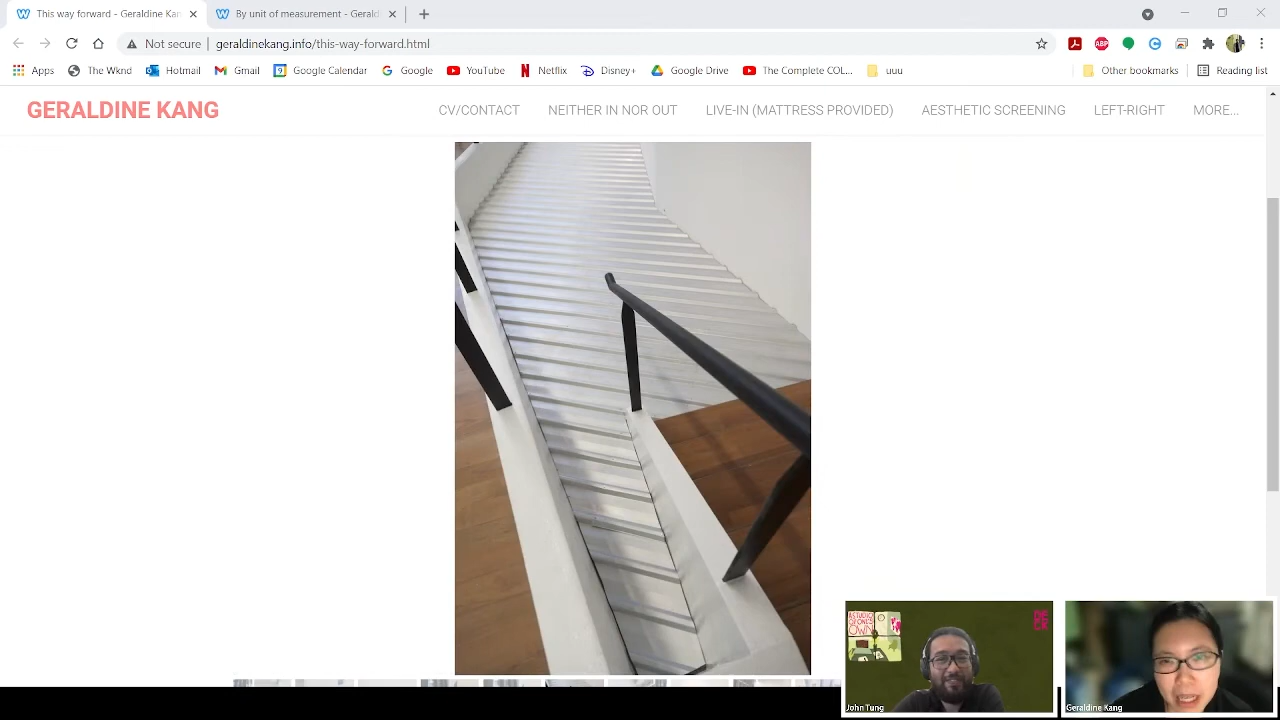 This way forward - Geraldine Kang
By unit of measurement - Gerald
Not secure
geraldinekang.info/this-way-forward.html
Apps
The Wknd
Hotmail
Gmail
Google Calendar
Google
YouTube
Netflix
Disney+
Google Drive
The Complete COL...
uuu
Other bookmarks
Reading list
GERALDINE KANG
CV/CONTACT
NEITHER IN NOR OUT
LIVE-IN (MATTRESS PROVIDED)
AESTHETIC SCREENING
LEFT-RIGHT
MORE...
John Tung
Geraldine Kang